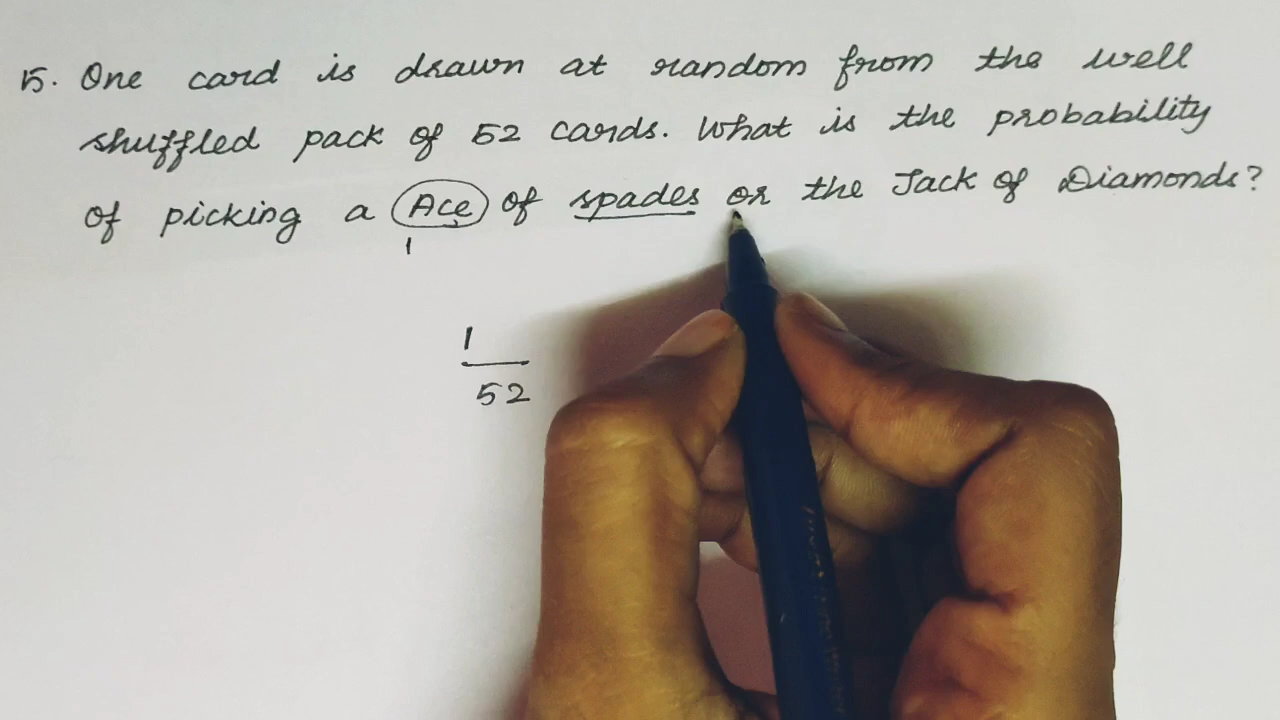 15. One card is drawn at random from the well
shuffled pack of 52 cards. What is the probability
of picking a Ace of spades or the Jack of Diamonds?
1
1
52